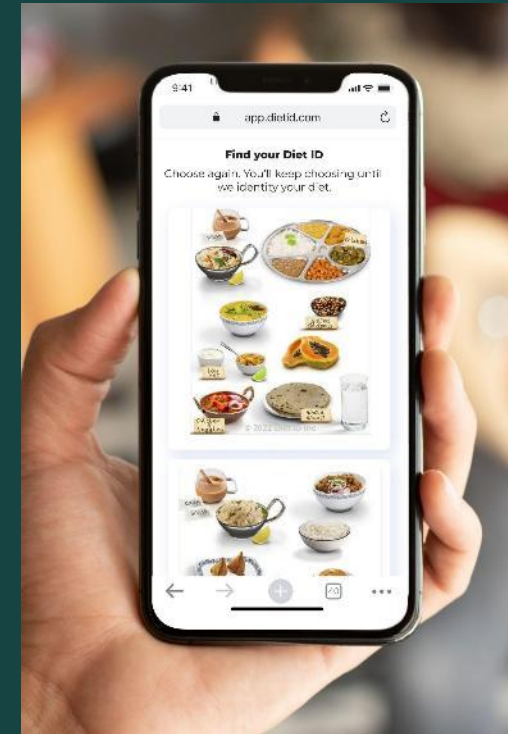 9:41
app.dietid.com
Find your Diet ID
Choose again. You'll keep choosing until
we identity your diet.
© 2022 Diet ID Inc